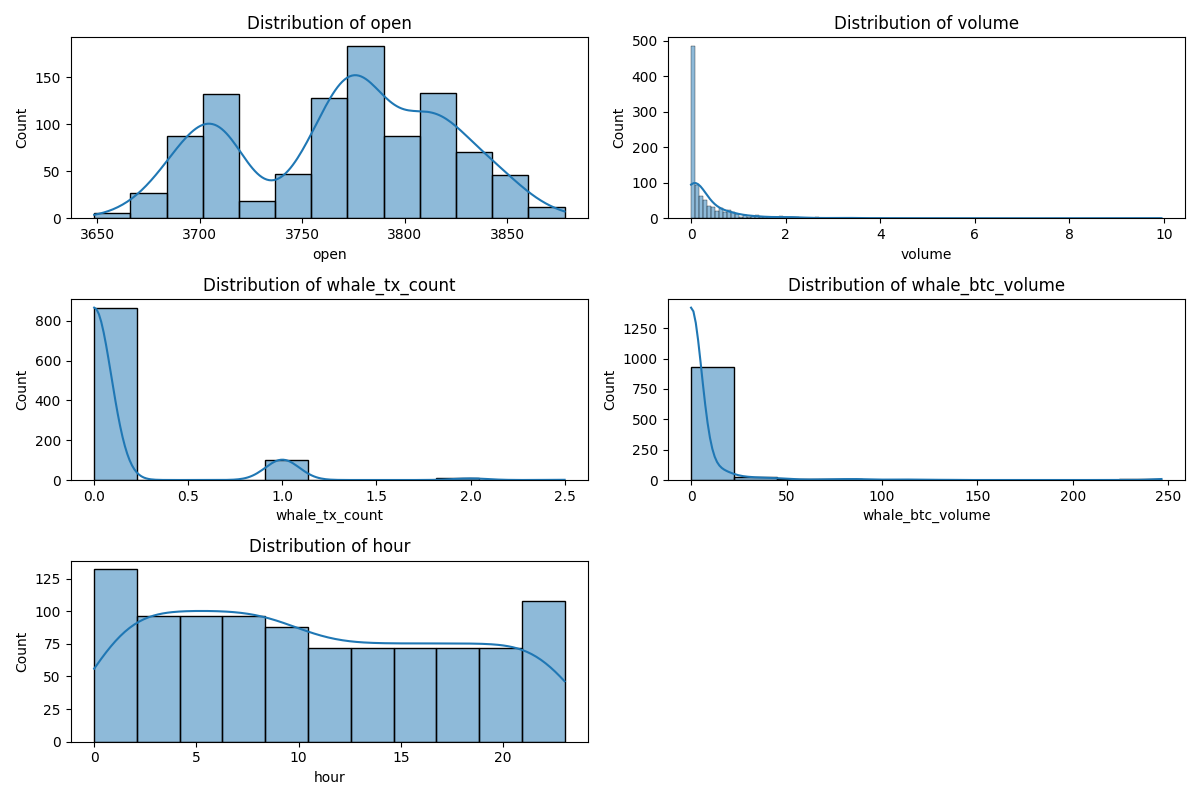 Distribution of open
Count
0
50
100
150
3650 3700 3750 3800 3850
open
Distribution of volume
Count
0
100
200
300
400
500
0 2 4 6 8 10
volume
Distribution of whale_tx_count
Count
0
200
400
600
800
0.0 0.5 1.0 1.5 2.0 2.5
whale_tx_count
Distribution of whale_btc_volume
Count
0
250
500
750
1000
1250
0 50 100 150 200 250
whale_btc_volume
Distribution of hour
Count
0
25
50
75
100
125
0 5 10 15 20
hour